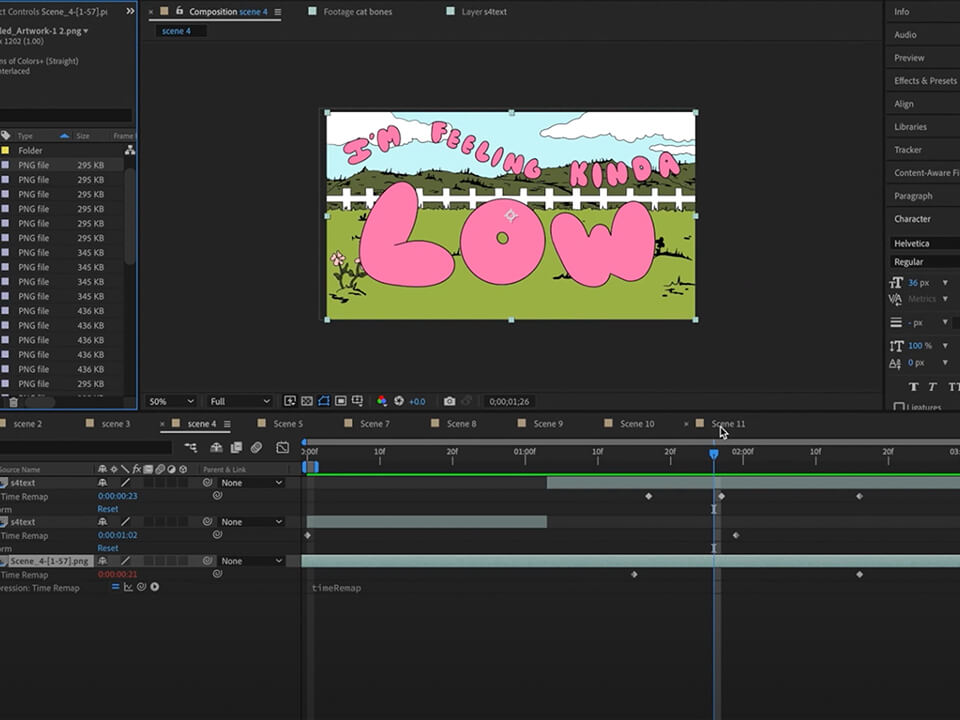 ct Controls Scene_4-[1-57].pı
Composition scene 4
Footage cat bones
Layer s4text
scene 4
led_Artwork-1 2.png
x 1202 (1.00)
ns of Colors+ (Straight)
nterlaced
Type Size Frame
Folder
PNG file 295 KB
PNG file 295 KB
PNG file 295 KB
PNG file 295 KB
PNG file 295 KB
PNG file 295 KB
PNG file 345 KB
PNG file 345 KB
PNG file 345 KB
PNG file 345 KB
PNG file 436 KB
PNG file 436 KB
PNG file 436 KB
PNG file 436 KB
PNG file 436 KB
PNG file 295 KB
I'M FEELING KINDA
LOW
50% Full +0.0 0;00;01;26
Info
Audio
Preview
Effects & Presets
Align
Libraries
Tracker
Content-Aware Fi
Paragraph
Character
Helvetica
Regular
36 px
Metrics
- px
100 %
0 px
T T TT
Ligatures
scene 2 scene 3 scene 4 Scene 5 Scene 7 Scene 8 Scene 9 Scene 10 Scene 11
0:00f 10f 20f 01:00f 10f 20f 02:00f 10f 20f 03:0
Source Name fx Parent & Link
s4text None
Time Remap 0:00:00:23
orm Reset
s4text None
Time Remap 0:00:01:02
orm Reset
Scene_4-[1-57].png None
Time Remap 0:00:00:21
pression: Time Remap timeRemap